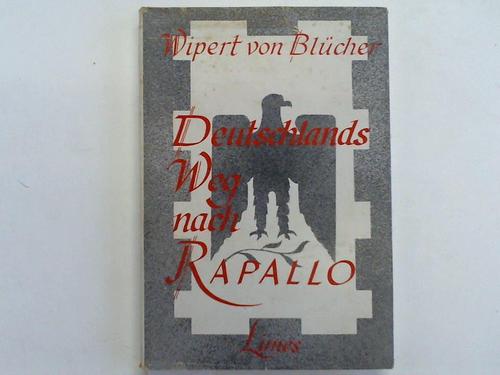 Wipert von Blücher
Deutschlands
Weg
nach
RAPALLO
Limes